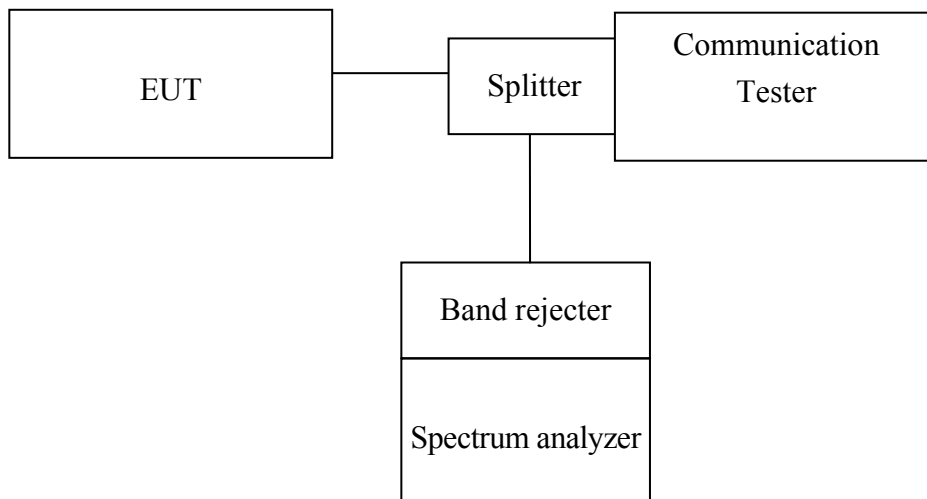 EUT
Splitter
Communication
Tester
Band rejecter
Spectrum analyzer